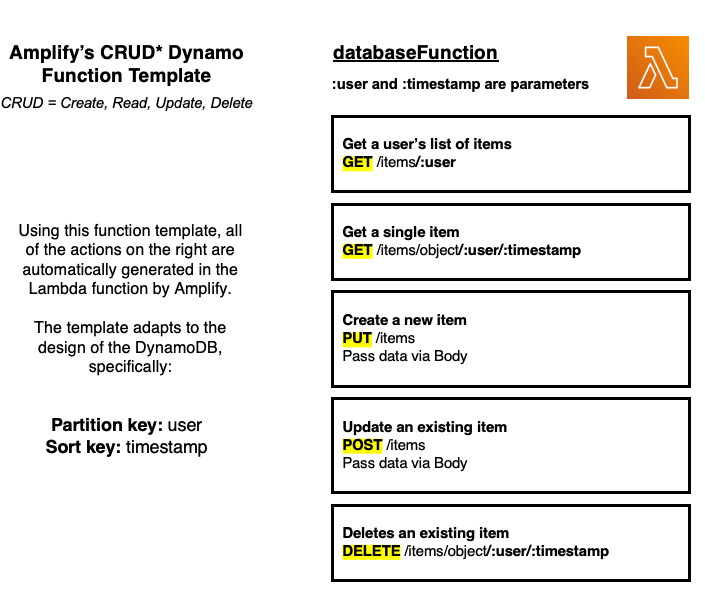 Amplify's CRUD* Dynamo
Function Template
CRUD = Create, Read, Update, Delete
Using this function template, all
of the actions on the right are
automatically generated in the
Lambda function by Amplify.
The template adapts to the
design of the DynamoDB,
specifically:
Partition key: user
Sort key: timestamp
databaseFunction
:user and :timestamp are parameters
Get a user's list of items
GET /items/:user
Get a single item
GET /items/object/:user/:timestamp
Create a new item
PUT /items
Pass data via Body
Update an existing item
POST /items
Pass data via Body
Deletes an existing item
DELETE /items/object/:user/:timestamp